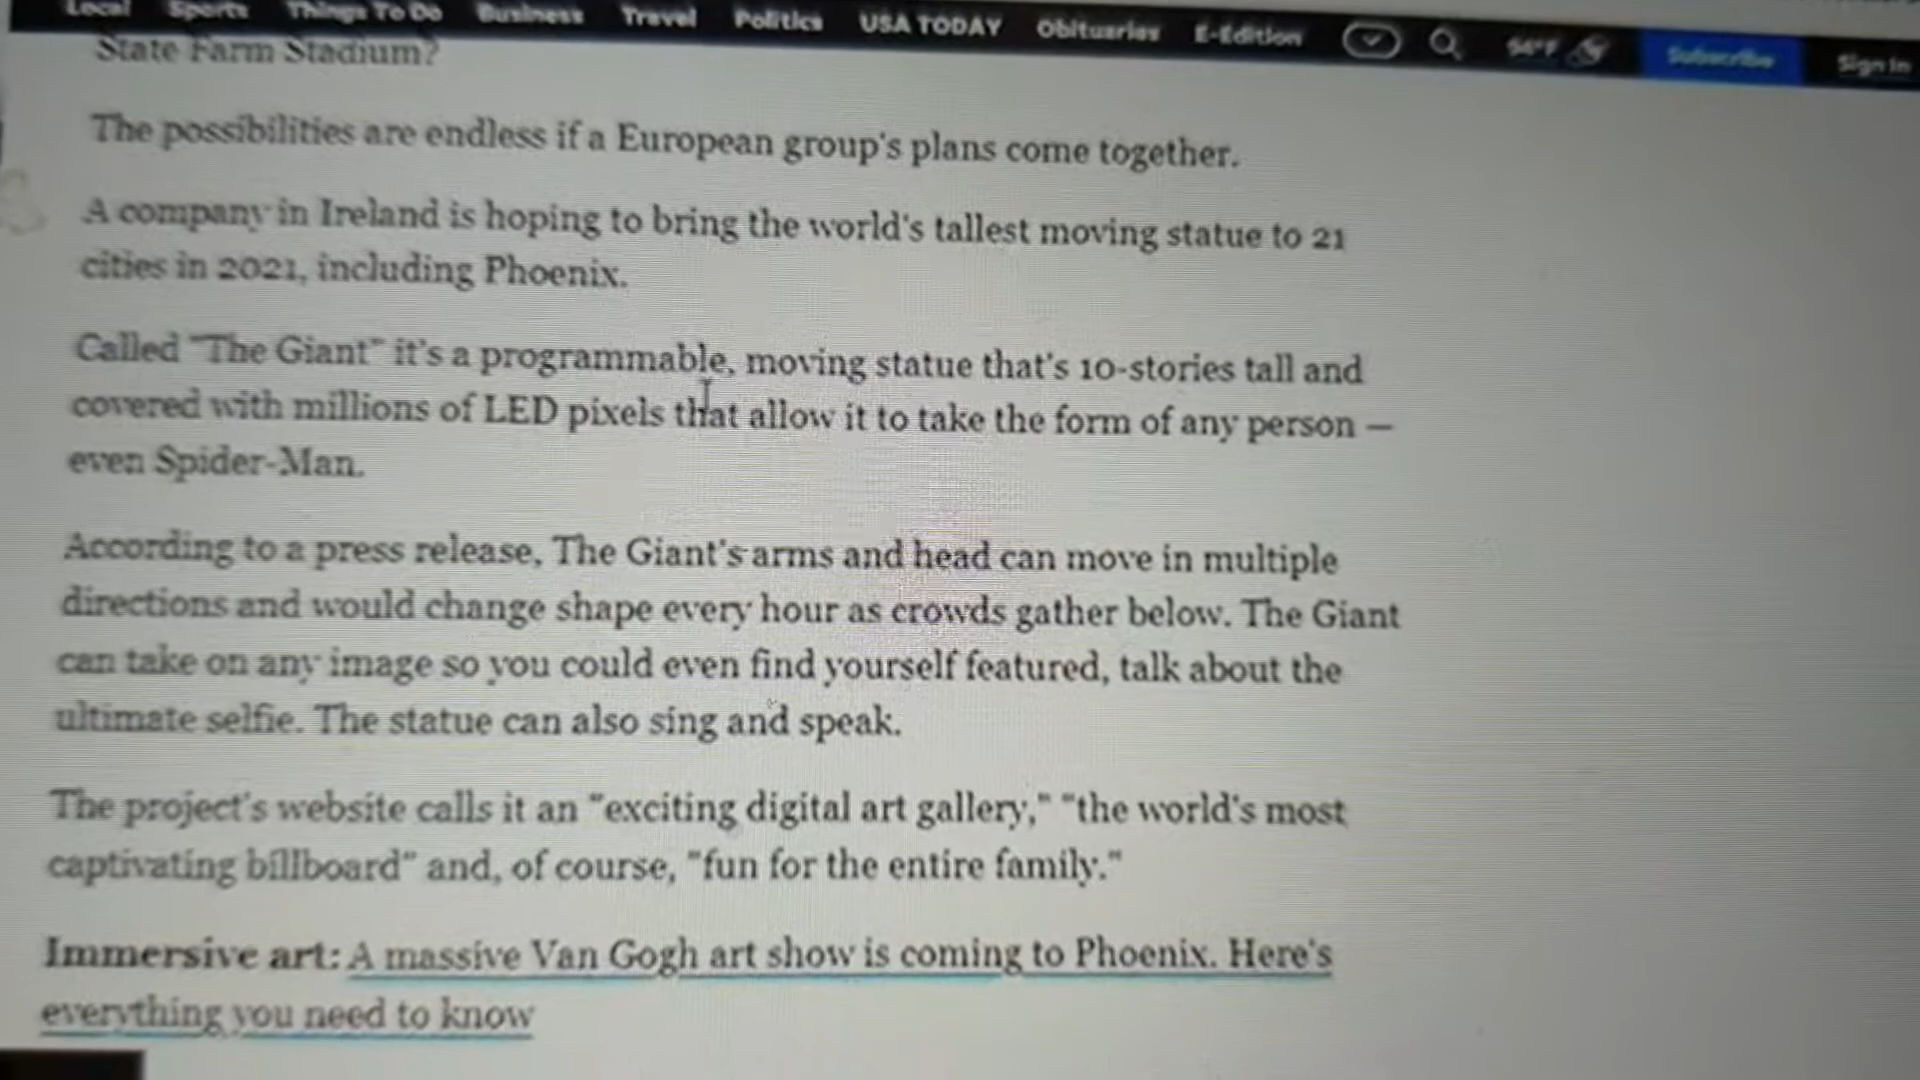 Local Sports Things To Do Business Travel Politics USA TODAY Obituaries E-Edition 94°F Subscribe Sign In
State Farm Stadium?
The possibilities are endless if a European group's plans come together.
A company in Ireland is hoping to bring the world's tallest moving statue to 21
cities in 2021, including Phoenix.
Called "The Giant" it's a programmable, moving statue that's 10-stories tall and
covered with millions of LED pixels that allow it to take the form of any person —
even Spider-Man.
According to a press release, The Giant's arms and head can move in multiple
directions and would change shape every hour as crowds gather below. The Giant
can take on any image so you could even find yourself featured, talk about the
ultimate selfie. The statue can also sing and speak.
The project's website calls it an "exciting digital art gallery," "the world's most
captivating billboard" and, of course, "fun for the entire family."
Immersive art: A massive Van Gogh art show is coming to Phoenix. Here's
everything you need to know